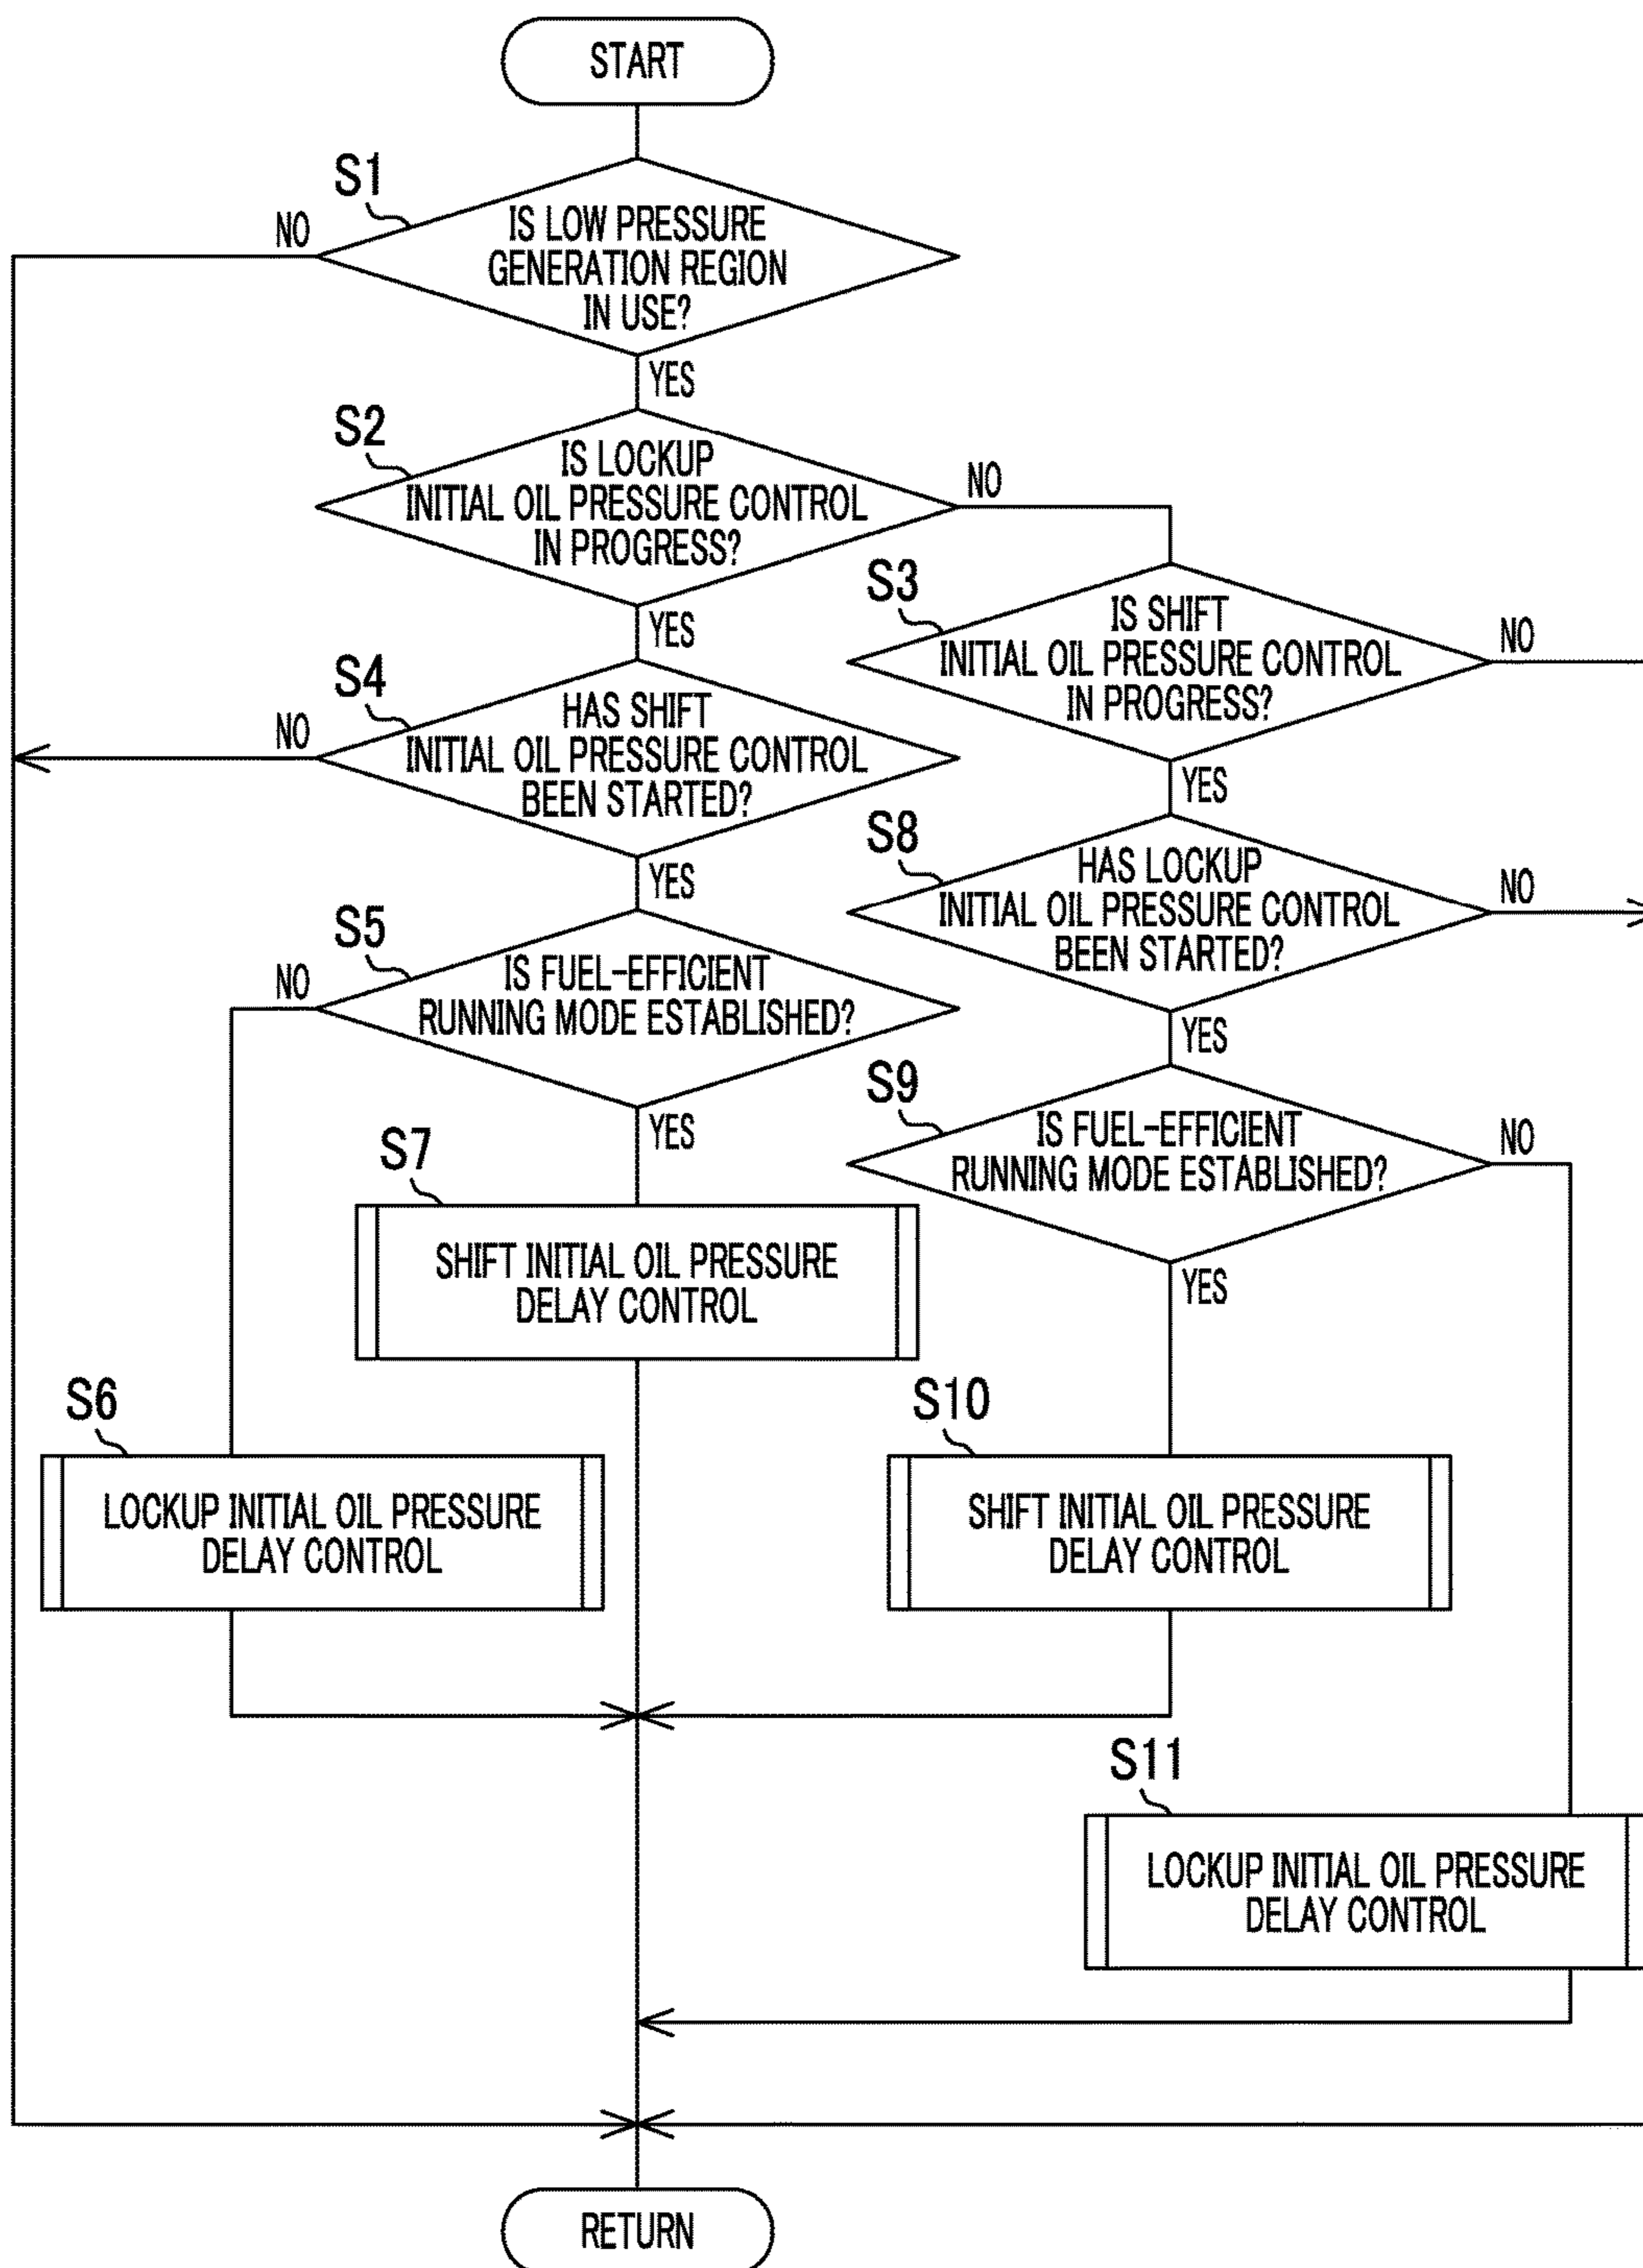 START
S1
NO
IS LOW PRESSURE
GENERATION REGION
IN USE?
YES
S2
IS LOCKUP
INITIAL OIL PRESSURE CONTROL
IN PROGRESS?
NO
YES
S3
IS SHIFT
INITIAL OIL PRESSURE CONTROL
IN PROGRESS?
NO
YES
S4
NO
HAS SHIFT
INITIAL OIL PRESSURE CONTROL
BEEN STARTED?
YES
S8
HAS LOCKUP
INITIAL OIL PRESSURE CONTROL
BEEN STARTED?
NO
YES
S5
NO
IS FUEL-EFFICIENT
RUNNING MODE ESTABLISHED?
YES
S9
IS FUEL-EFFICIENT
RUNNING MODE ESTABLISHED?
NO
YES
S7
SHIFT INITIAL OIL PRESSURE
DELAY CONTROL
S6
LOCKUP INITIAL OIL PRESSURE
DELAY CONTROL
S10
SHIFT INITIAL OIL PRESSURE
DELAY CONTROL
S11
LOCKUP INITIAL OIL PRESSURE
DELAY CONTROL
RETURN